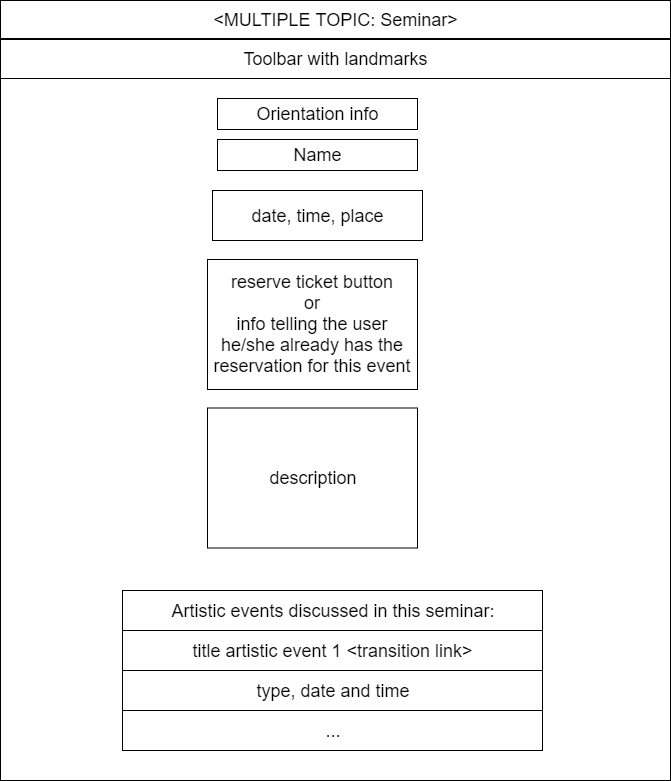 <MULTIPLE TOPIC: Seminar>
Toolbar with landmarks
Orientation info
Name
date, time, place
reserve ticket button
or
info telling the user
he/she already has the
reservation for this event
description
Artistic events discussed in this seminar:
title artistic event 1 <transition link>
type, date and time
...